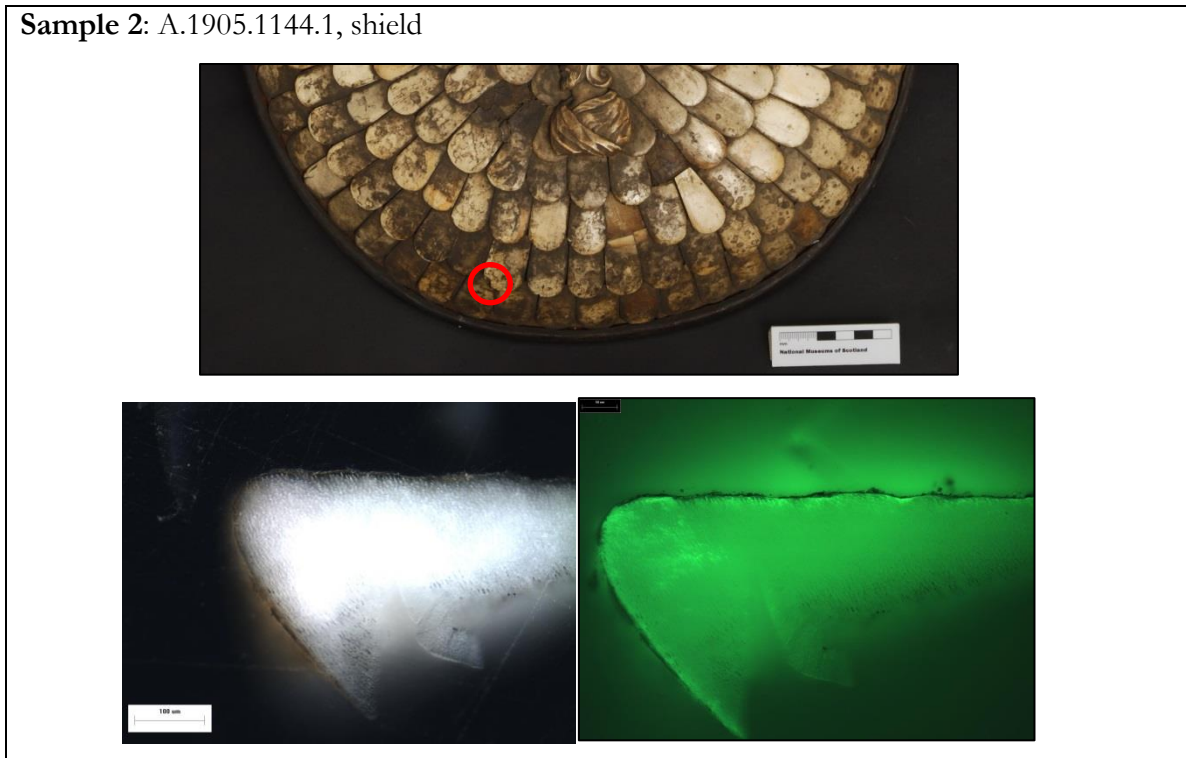 Sample 2: A.1905.1144.1, shield
National Museums of Scotland
100 um